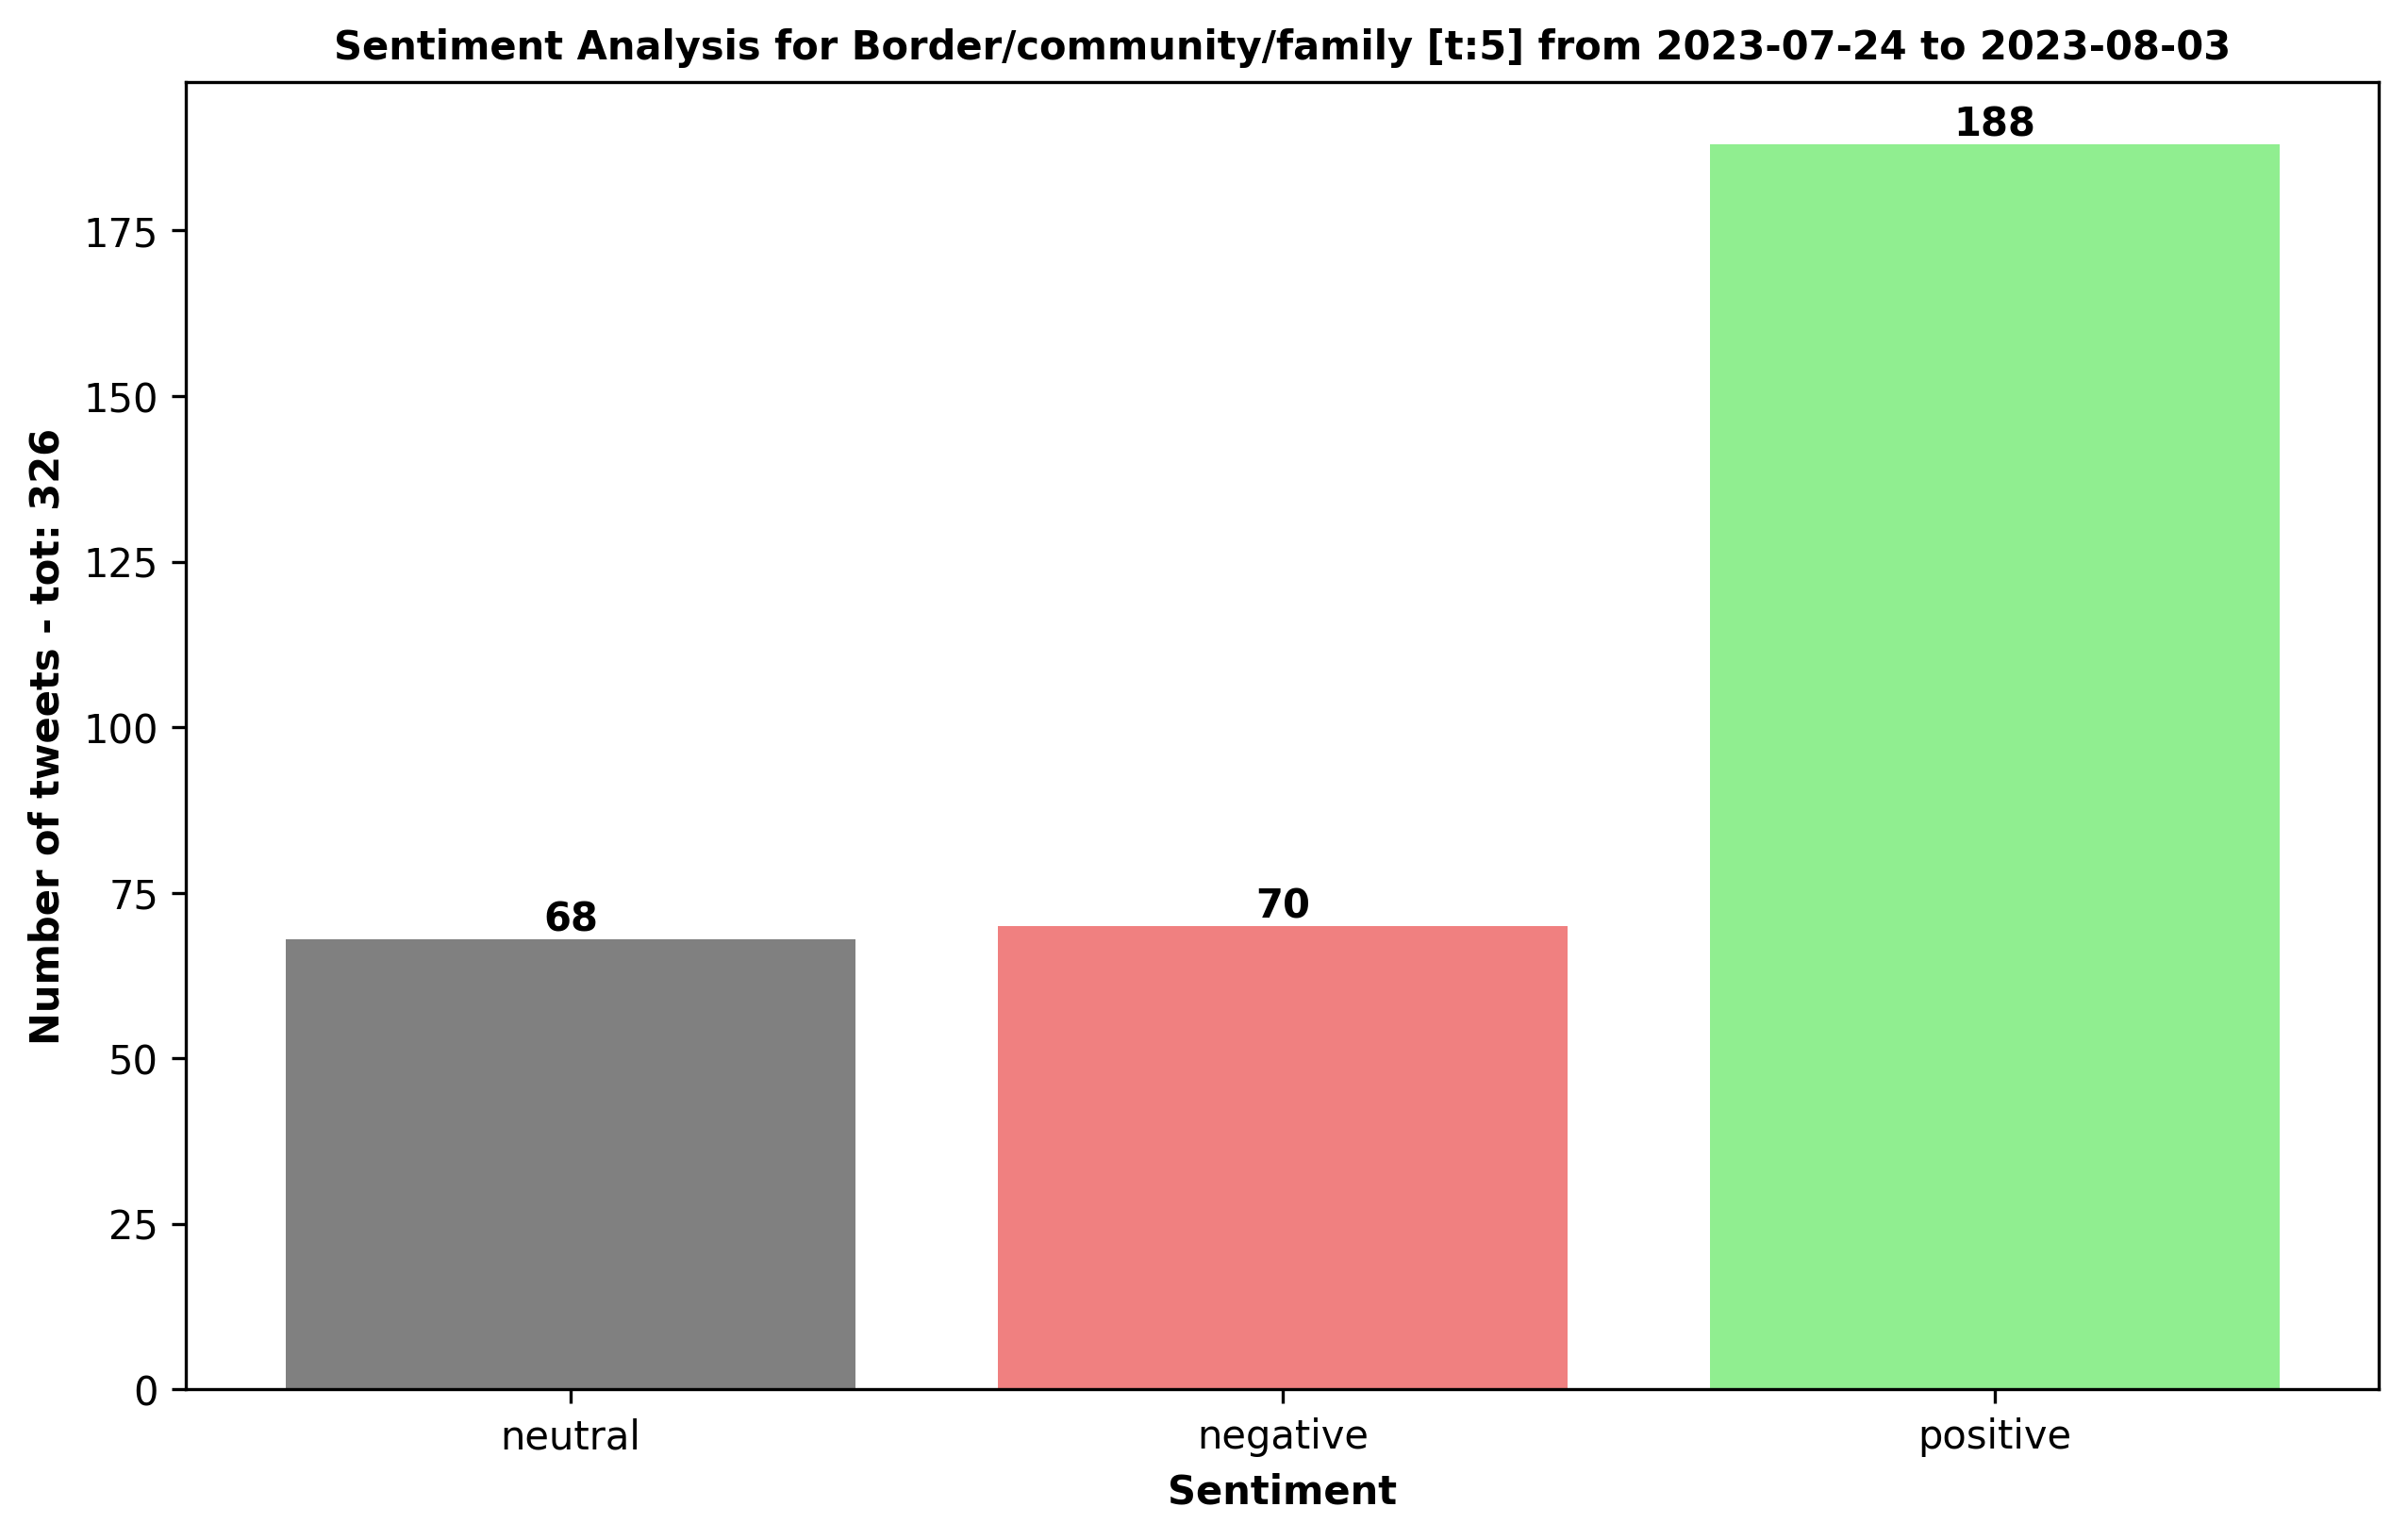 Sentiment Analysis for Border/community/family [t:5] from 2023-07-24 to 2023-08-03
Number of tweets - tot: 326
175
150
125
100
75
50
25
0
68
70
188
neutral
negative
positive
Sentiment